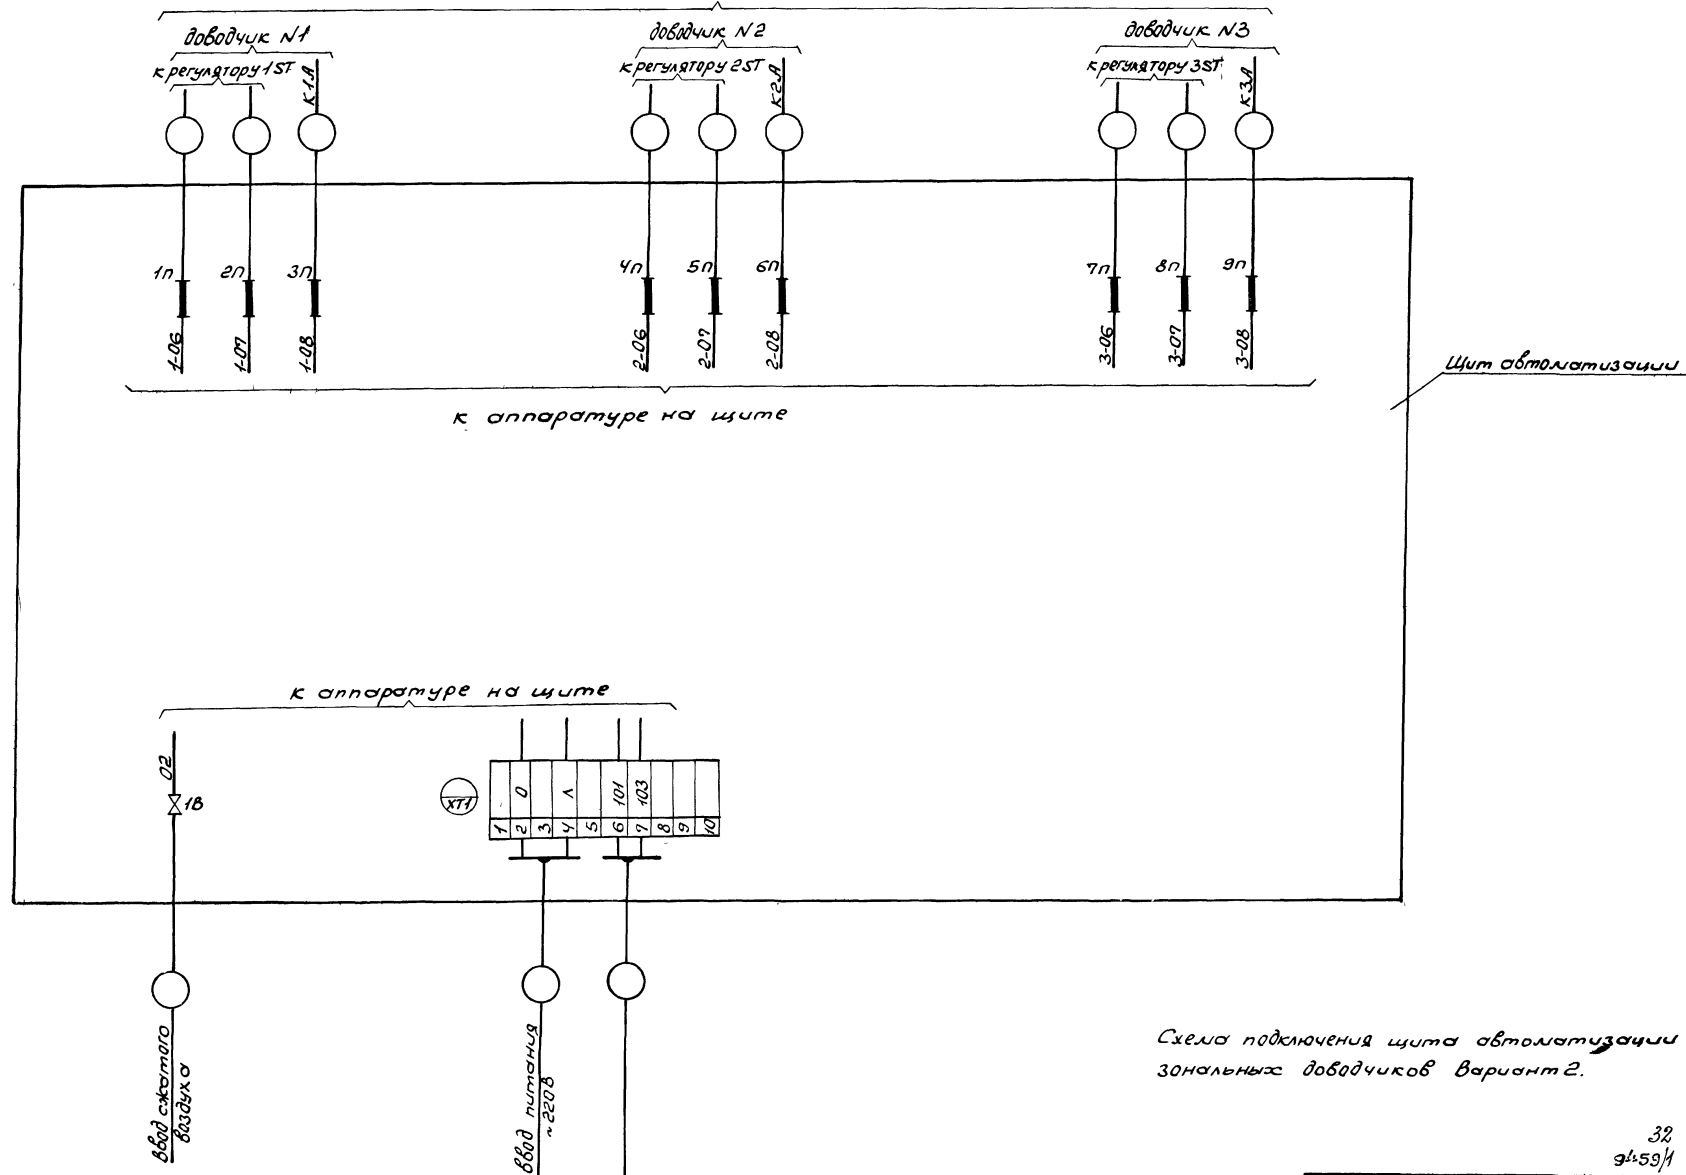 доводчик N1
доводчик N2
доводчик N3
к регулятору 1ST
к регулятору 2ST
к регулятору 3ST
К1А
К2А
К3А
1п
2п
3п
4п
5п
6п
7п
8п
9п
1-06
1-07
1-08
2-06
2-07
2-08
3-06
3-07
3-08
к аппаратуре на щите
Щит автоматизации
к аппаратуре на щите
02
1В
ХТ1
О
Л
101
103
1
2
3
4
5
6
7
8
9
10
ввод сжатого
воздуха
ввод питания
~220В
Схема подключения щита автоматизации
зональных доводчиков Вариант 2.
32